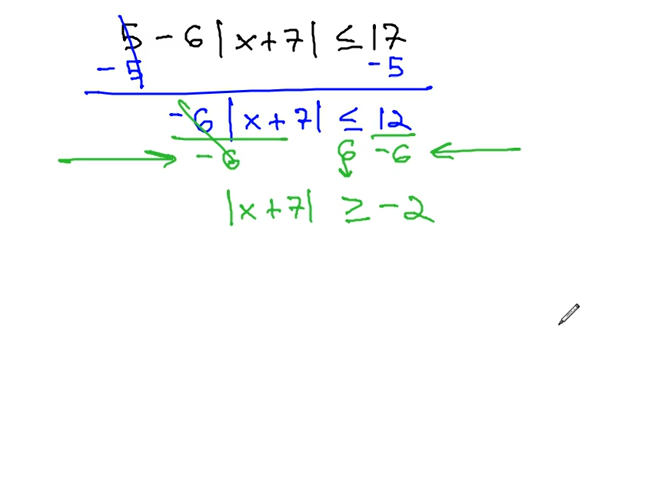 5 - 6|x+7| ≤ 17
- 5 -5
-6|x+7| ≤ 12
-6 -6
|x+7| ≥ -2